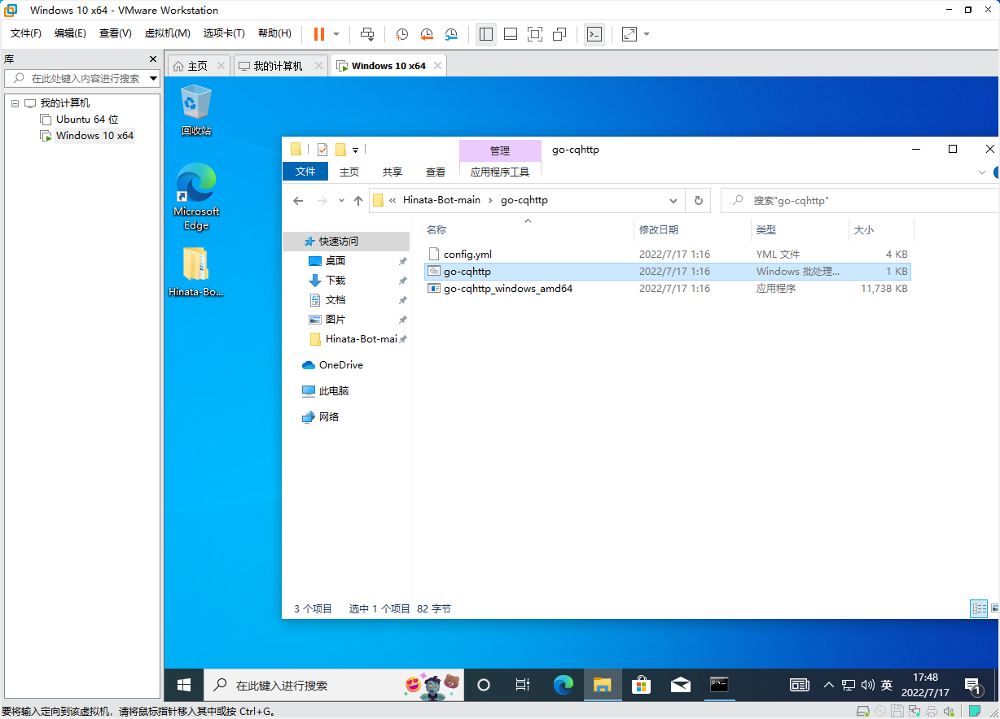 Windows 10 x64 - VMware Workstation
文件(F) 编辑(E) 查看(V) 虚拟机(M) 选项卡(T) 帮助(H)
库
在此处键入内容进行搜索
我的计算机
Ubuntu 64 位
Windows 10 x64
主页 我的计算机 Windows 10 x64
回收站
Microsoft
Edge
Hinata-Bo...
管理 go-cqhttp
文件 主页 共享 查看 应用程序工具
« Hinata-Bot-main › go-cqhttp
搜索"go-cqhttp"
快速访问
桌面
下载
文档
图片
Hinata-Bot-mai
OneDrive
此电脑
网络
名称 修改日期 类型 大小
config.yml 2022/7/17 1:16 YML 文件 4 KB
go-cqhttp 2022/7/17 1:16 Windows 批处理... 1 KB
go-cqhttp_windows_amd64 2022/7/17 1:16 应用程序 11,738 KB
3 个项目 选中 1 个项目 82 字节
在此键入进行搜索
英
17:48
2022/7/17
1
要将输入定向到该虚拟机，请将鼠标指针移入其中或按 Ctrl+G。